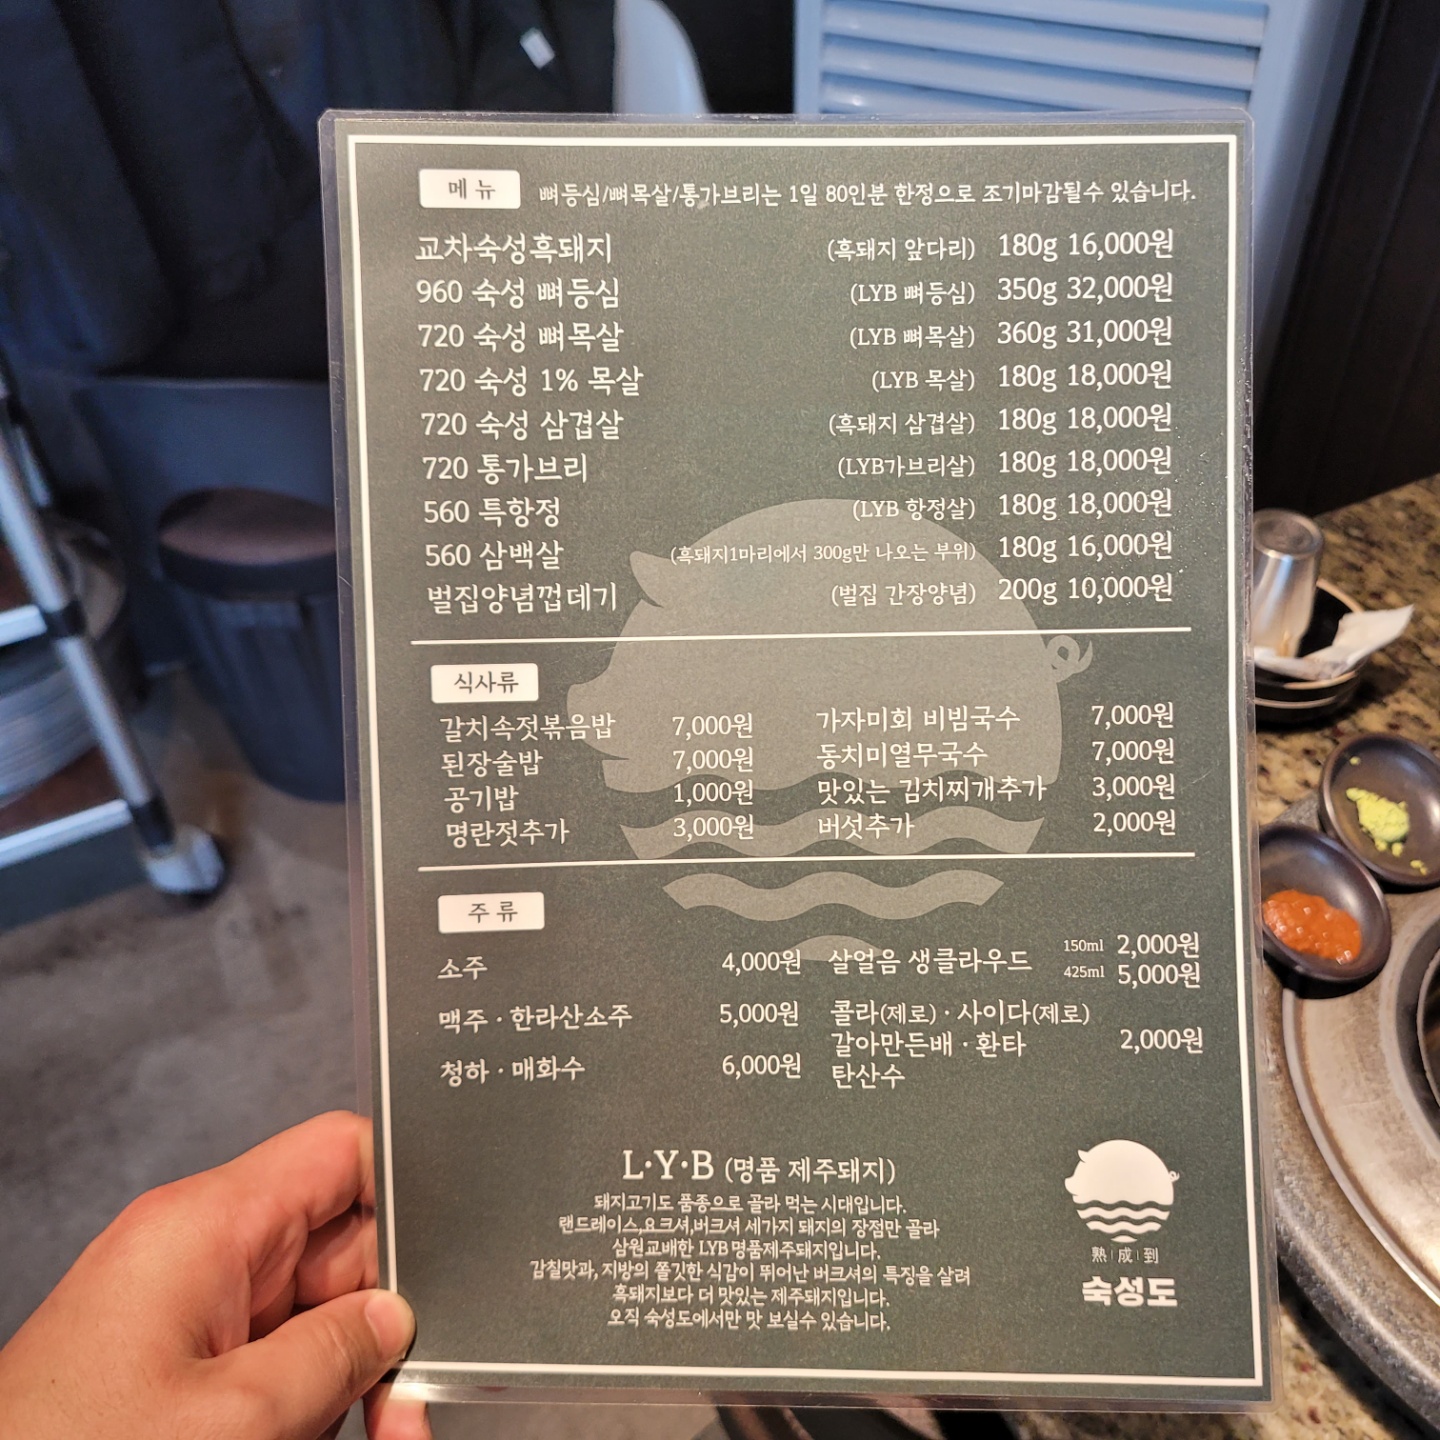 메뉴 뼈등심/뼈목살/통가브리는 1일 80인분 한정으로 조기마감될수 있습니다.
교차숙성흑돼지 (흑돼지 앞다리) 180g 16,000원
960 숙성 뼈등심 (LYB 뼈등심) 350g 32,000원
720 숙성 뼈목살 (LYB 뼈목살) 360g 31,000원
720 숙성 1% 목살 (LYB 목살) 180g 18,000원
720 숙성 삼겹살 (흑돼지 삼겹살) 180g 18,000원
720 통가브리 (LYB가브리살) 180g 18,000원
560 특항정 (LYB 항정살) 180g 18,000원
560 삼백살 (흑돼지1마리에서 300g만 나오는 부위) 180g 16,000원
벌집양념껍데기 (벌집 간장양념) 200g 10,000원
식사류
갈치속젓볶음밥 7,000원 가자미회 비빔국수 7,000원
된장술밥 7,000원 동치미열무국수 7,000원
공기밥 1,000원 맛있는 김치찌개추가 3,000원
명란젓추가 3,000원 버섯추가 2,000원
주류
소주 4,000원 살얼음 생클라우드 150ml 2,000원
425ml 5,000원
맥주 · 한라산소주 5,000원 콜라(제로) · 사이다(제로)
갈아만든배 · 환타 2,000원
청하 · 매화수 6,000원 탄산수
L·Y·B (명품 제주돼지)
돼지고기도 품종으로 골라 먹는 시대입니다.
랜드레이스,요크셔,버크셔 세가지 돼지의 장점만 골라
삼원교배한 LYB명품제주돼지입니다.
감칠맛과, 지방의 쫄깃한 식감이 뛰어난 버크셔의 특징을 살려
흑돼지보다 더 맛있는 제주돼지입니다.
오직 숙성도에서만 맛 보실수 있습니다.
熟|成|到
숙성도